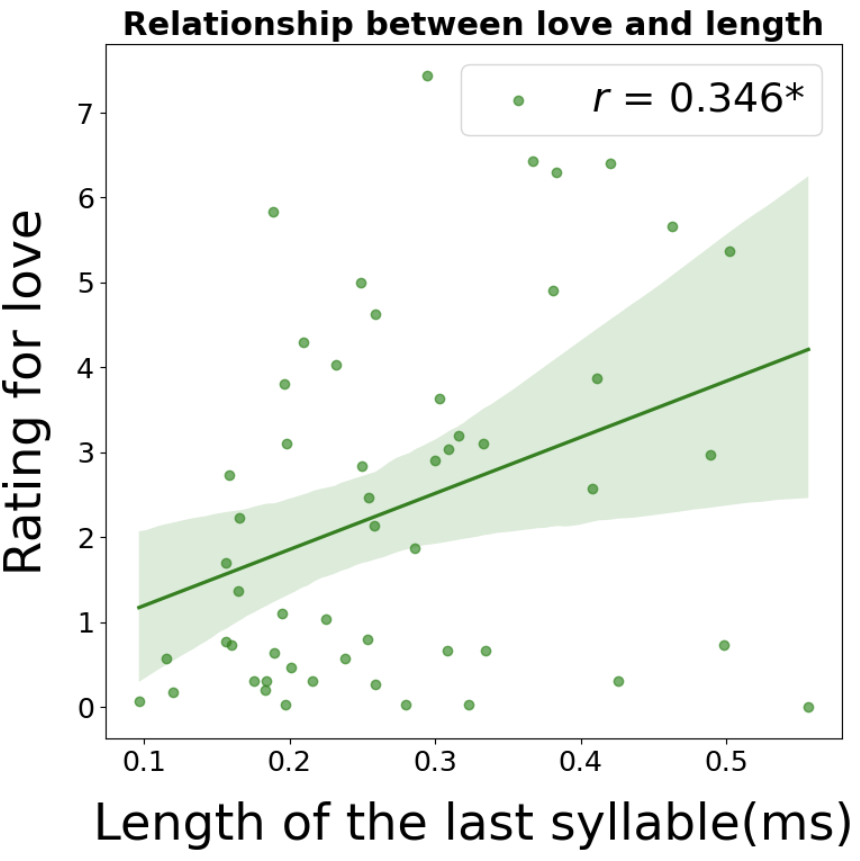 Relationship between love and length
r = 0.346*
Rating for love
7
6
5
4
3
2
1
0
0.1 0.2 0.3 0.4 0.5
Length of the last syllable(ms)